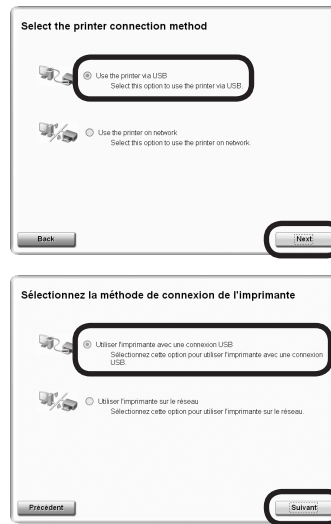 Select the printer connection method
Use the printer via USB
Select this option to use the printer via USB.
Use the printer on network
Select this option to use the printer on network.
Back
Next
Sélectionnez la méthode de connexion de l'imprimante
Utiliser l'imprimante avec une connexion USB
Sélectionnez cette option pour utiliser l'imprimante avec une connexion
USB.
Utiliser l'imprimante sur le réseau
Sélectionnez cette option pour utiliser l'imprimante sur le réseau.
Précédent
Suivant